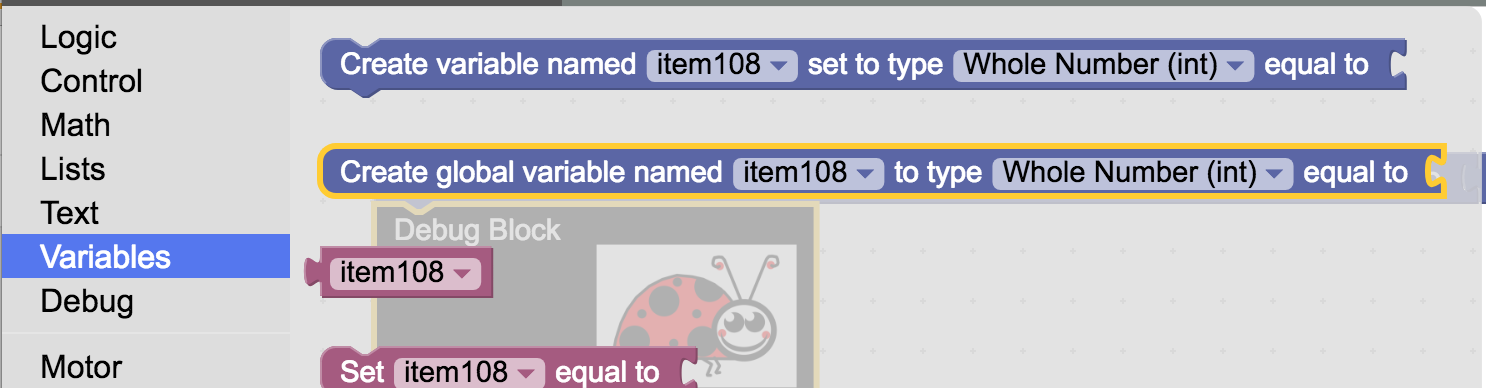 Logic
Control
Math
Lists
Text
Variables
Debug
Motor
Create variable named item108 set to type Whole Number (int) equal to
Create global variable named item108 to type Whole Number (int) equal to
Debug Block
item108
Set item108 equal to